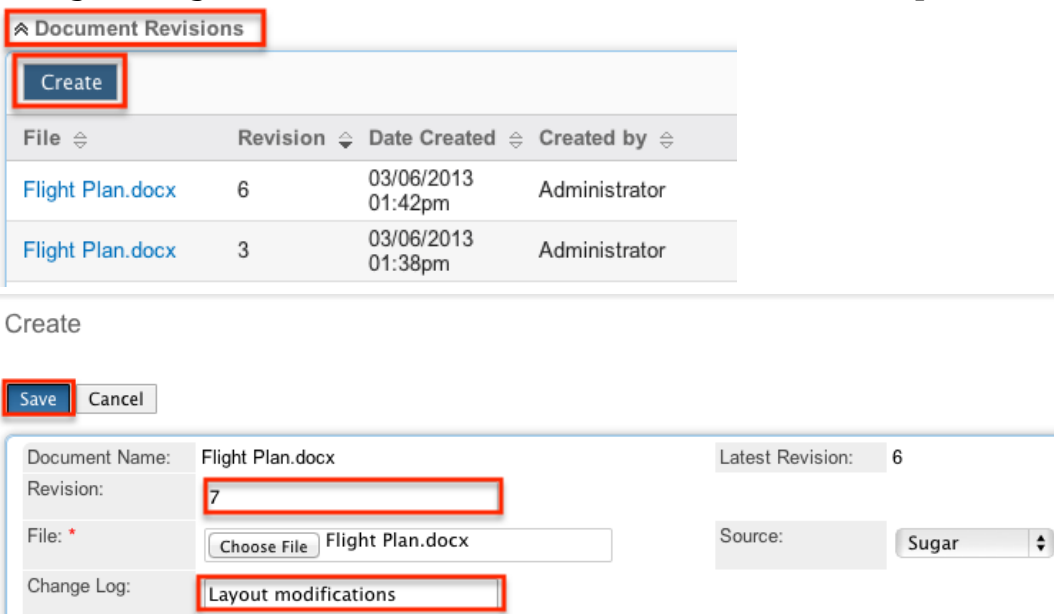 Document Revisions
Create
File Revision Date Created Created by
Flight Plan.docx 6 03/06/2013 01:42pm Administrator
Flight Plan.docx 3 03/06/2013 01:38pm Administrator
Create
Save Cancel
Document Name: Flight Plan.docx Latest Revision: 6
Revision: 7
File: * Choose File Flight Plan.docx Source: Sugar
Change Log: Layout modifications